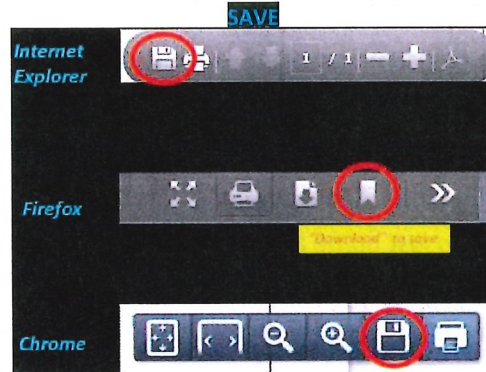 SAVE
Internet
Explorer
1 / 1
Firefox
"Download" to save
Chrome